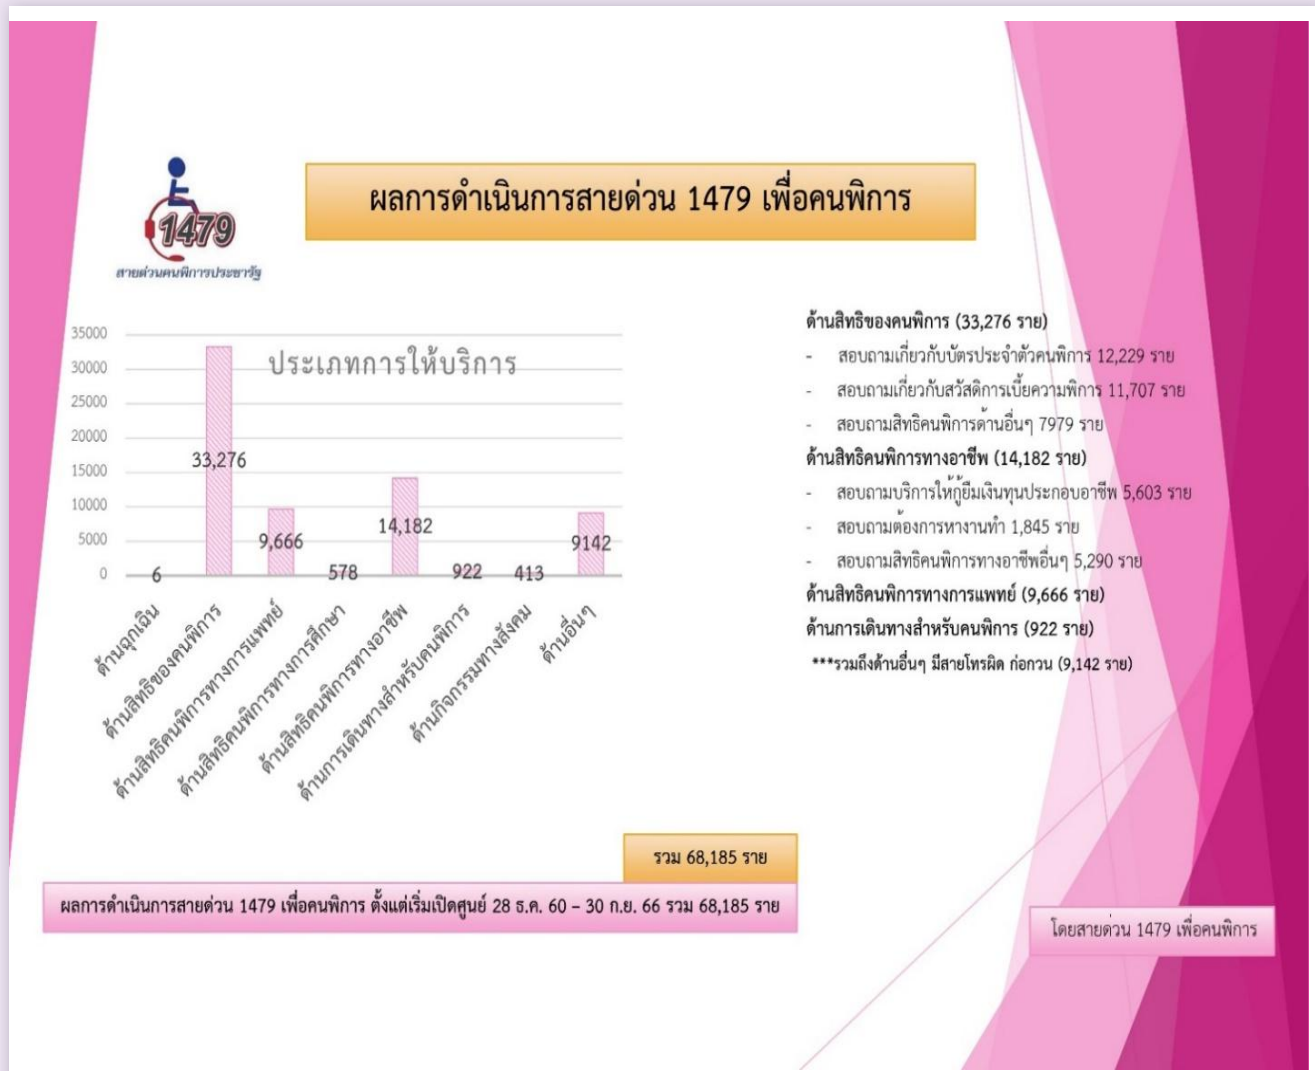 ผลการดำเนินการสายด่วน 1479 เพื่อคนพิการ
1479
สายด่วนคนพิการประชารัฐ
ประเภทการให้บริการ
35000
30000
25000
20000
15000
10000
5000
0
6
33,276
9,666
578
14,182
922
413
9142
ด้านฉุกเฉิน
ด้านสิทธิของคนพิการ
ด้านสิทธิคนพิการทางการแพทย์
ด้านสิทธิคนพิการทางการศึกษา
ด้านสิทธิคนพิการทางอาชีพ
ด้านการเดินทางสำหรับคนพิการ
ด้านกิจกรรมทางสังคม
ด้านอื่นๆ
ด้านสิทธิของคนพิการ (33,276 ราย)
- สอบถามเกี่ยวกับบัตรประจำตัวคนพิการ 12,229 ราย
- สอบถามเกี่ยวกับสวัสดิการเบี้ยความพิการ 11,707 ราย
- สอบถามสิทธิคนพิการด้านอื่นๆ 7979 ราย
ด้านสิทธิคนพิการทางอาชีพ (14,182 ราย)
- สอบถามบริการให้กู้ยืมเงินทุนประกอบอาชีพ 5,603 ราย
- สอบถามต้องการหางานทำ 1,845 ราย
- สอบถามสิทธิคนพิการทางอาชีพอื่นๆ 5,290 ราย
ด้านสิทธิคนพิการทางการแพทย์ (9,666 ราย)
ด้านการเดินทางสำหรับคนพิการ (922 ราย)
***รวมถึงด้านอื่นๆ มีสายโทรผิด ก่อกวน (9,142 ราย)
รวม 68,185 ราย
ผลการดำเนินการสายด่วน 1479 เพื่อคนพิการ ตั้งแต่เริ่มเปิดศูนย์ 28 ธ.ค. 60 – 30 ก.ย. 66 รวม 68,185 ราย
โดยสายด่วน 1479 เพื่อคนพิการ